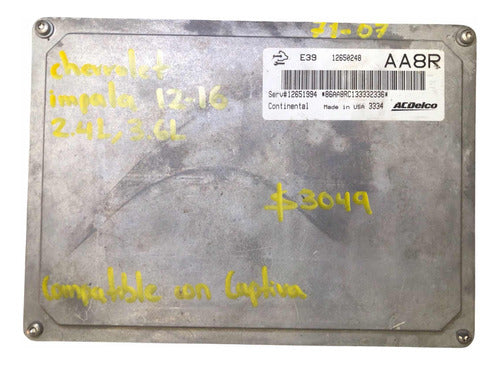 71-07
E39 12650248 AA8R
Serv#12651994 *86AA8RC133332336*
Continental Made in USA 3334 ACDelco
chevrolet
impala 12-16
2.4L, 3.6L
$3049
Compatible con Captiva